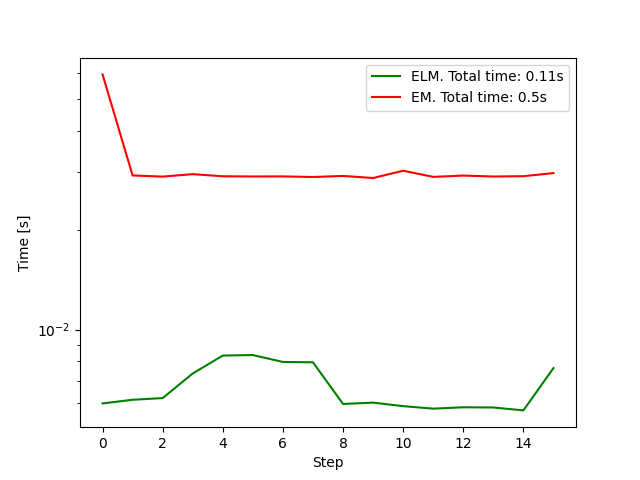 ELM. Total time: 0.11s
EM. Total time: 0.5s
Time [s]
10⁻²
0 2 4 6 8 10 12 14
Step